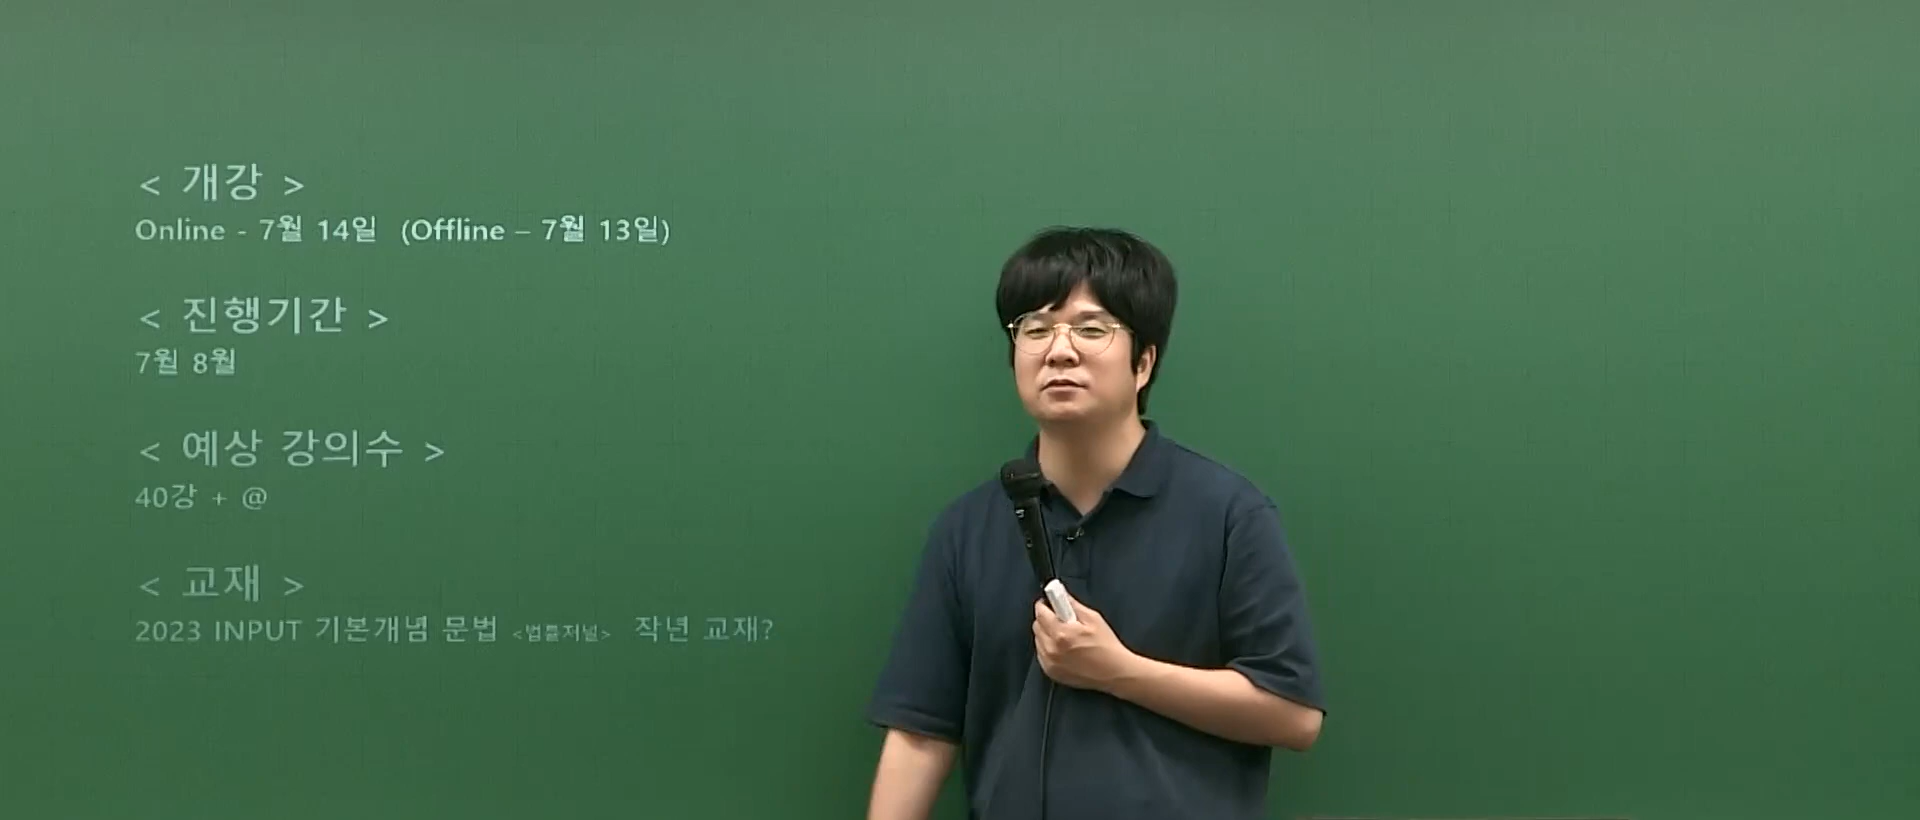 < 개강 >
Online - 7월 14일 (Offline – 7월 13일)
< 진행기간 >
7월 8월
< 예상 강의수 >
40강 + @
< 교재 >
2023 INPUT 기본개념 문법 <법률저널> 작년 교재?